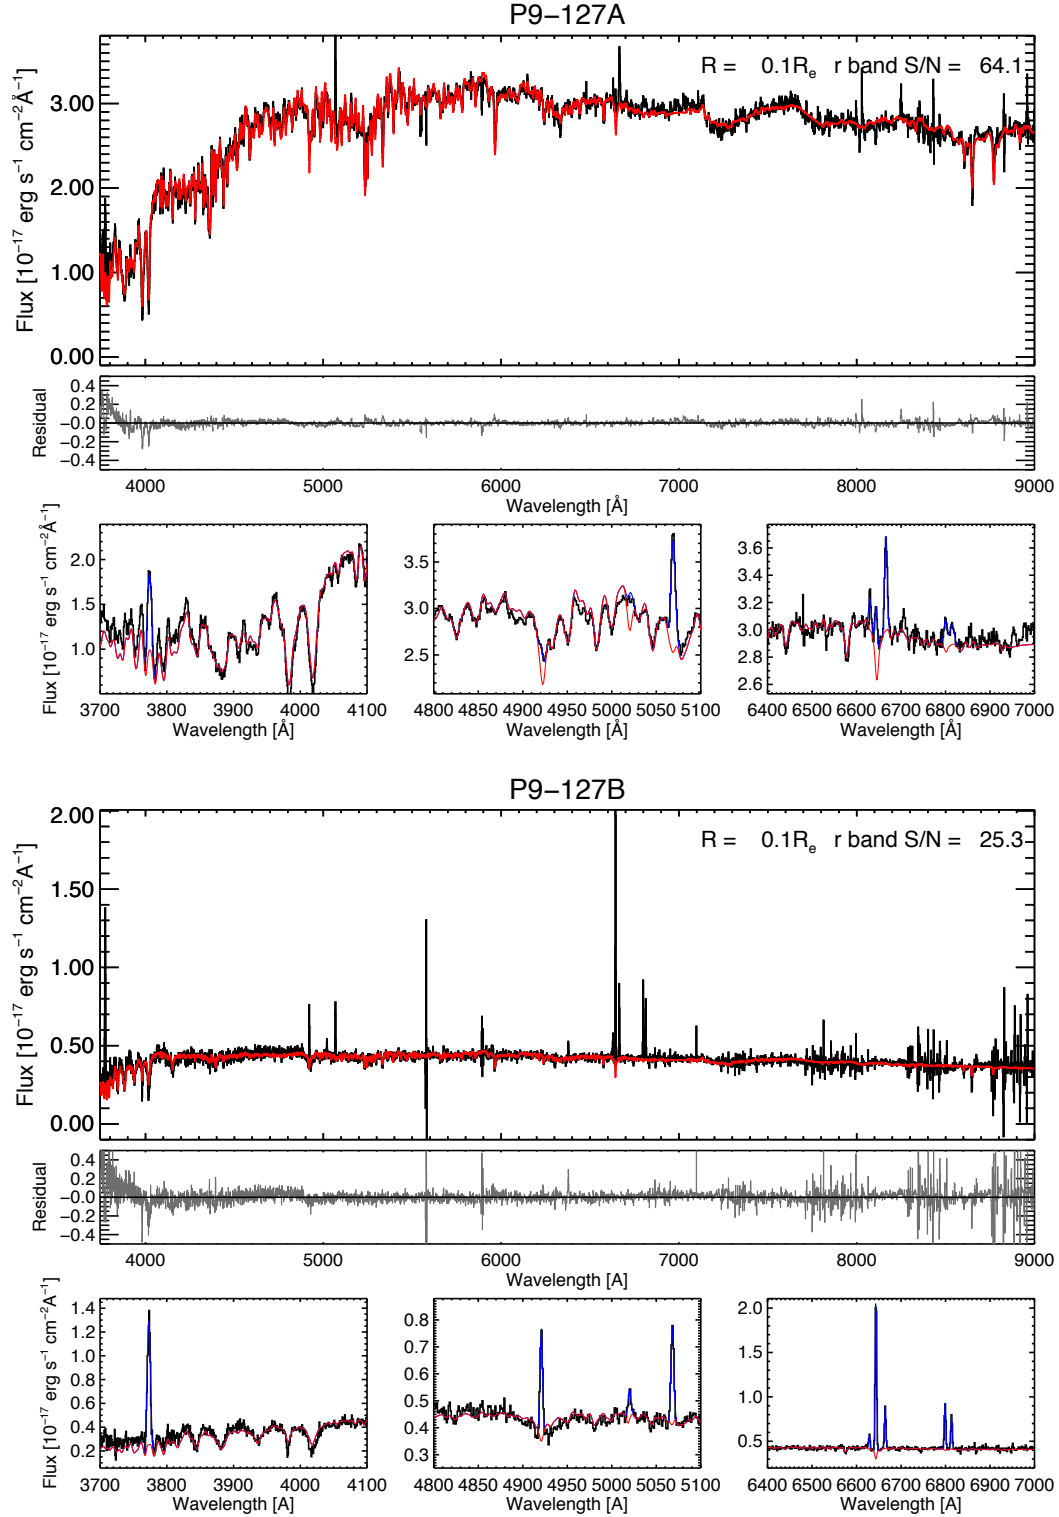 P9−127A
R = 0.1Re r band S/N = 64.1
Flux [10−17 erg s−1 cm−2Å−1]
3.00
2.00
1.00
0.00
Residual
0.4
0.2
−0.0
−0.2
−0.4
4000 5000 6000 7000 8000 9000
Wavelength [Å]
Flux [10−17 erg s−1 cm−2Å−1]
2.0
1.5
1.0
3700 3800 3900 4000 4100
Wavelength [Å]
3.5
3.0
2.5
4800 4850 4900 4950 5000 5050 5100
Wavelength [Å]
3.6
3.4
3.2
3.0
2.8
2.6
6400 6500 6600 6700 6800 6900 7000
Wavelength [Å]
P9−127B
R = 0.1Re r band S/N = 25.3
Flux [10−17 erg s−1 cm−2A−1]
2.00
1.50
1.00
0.50
0.00
Residual
0.4
0.2
−0.0
−0.2
−0.4
4000 5000 6000 7000 8000 9000
Wavelength [A]
Flux [10−17 erg s−1 cm−2A−1]
1.4
1.2
1.0
0.8
0.6
0.4
0.2
3700 3800 3900 4000 4100
Wavelength [A]
0.8
0.7
0.6
0.5
0.4
0.3
4800 4850 4900 4950 5000 5050 5100
Wavelength [A]
2.0
1.5
1.0
0.5
6400 6500 6600 6700 6800 6900 7000
Wavelength [A]